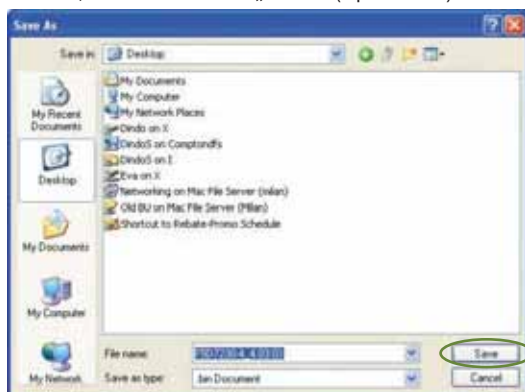 Save As
Save in:
Desktop
My Recent
Documents
Desktop
My Documents
My Computer
My Network
My Documents
My Computer
My Network Places
Dindo on X
DindoS on Comptondfs
DindoS on I
Eva on X
Networking on Mac File Server (milan)
Old BU on Mac File Server (Milan)
Shortcut to Rebate-Promo Schedule
File name:
Save as type:
Jan Document
Save
Cancel